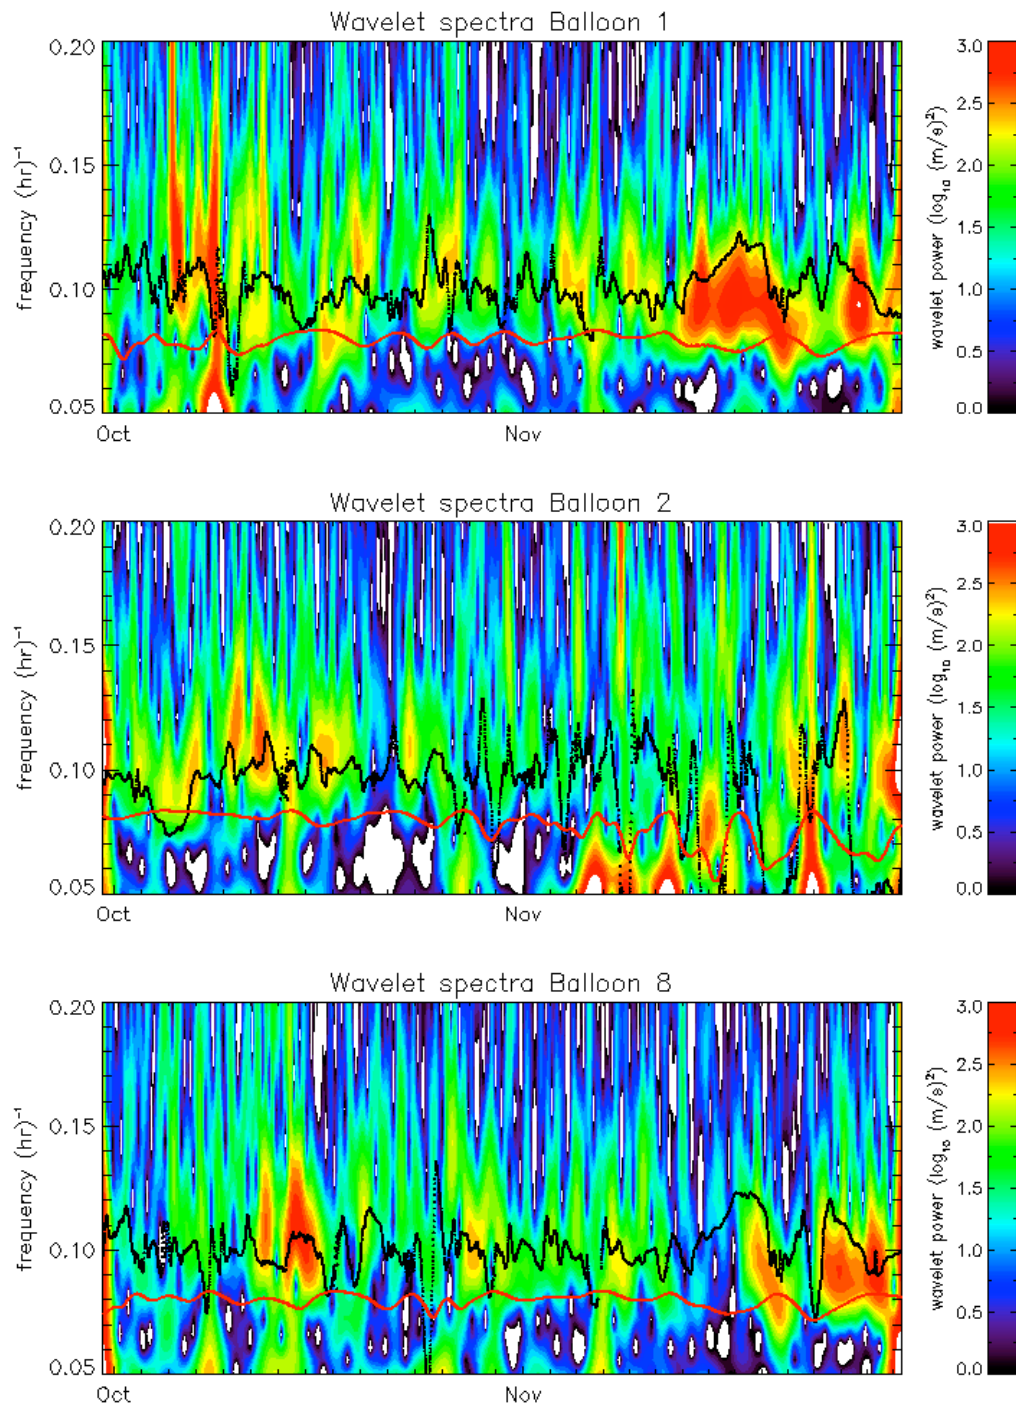 Wavelet spectra Balloon 1
frequency (hr)⁻¹
0.20
0.15
0.10
0.05
Oct
Nov
wavelet power (log₁₀ (m/s)²)
3.0
2.5
2.0
1.5
1.0
0.5
0.0
Wavelet spectra Balloon 2
frequency (hr)⁻¹
0.20
0.15
0.10
0.05
Oct
Nov
wavelet power (log₁₀ (m/s)²)
3.0
2.5
2.0
1.5
1.0
0.5
0.0
Wavelet spectra Balloon 8
frequency (hr)⁻¹
0.20
0.15
0.10
0.05
Oct
Nov
wavelet power (log₁₀ (m/s)²)
3.0
2.5
2.0
1.5
1.0
0.5
0.0